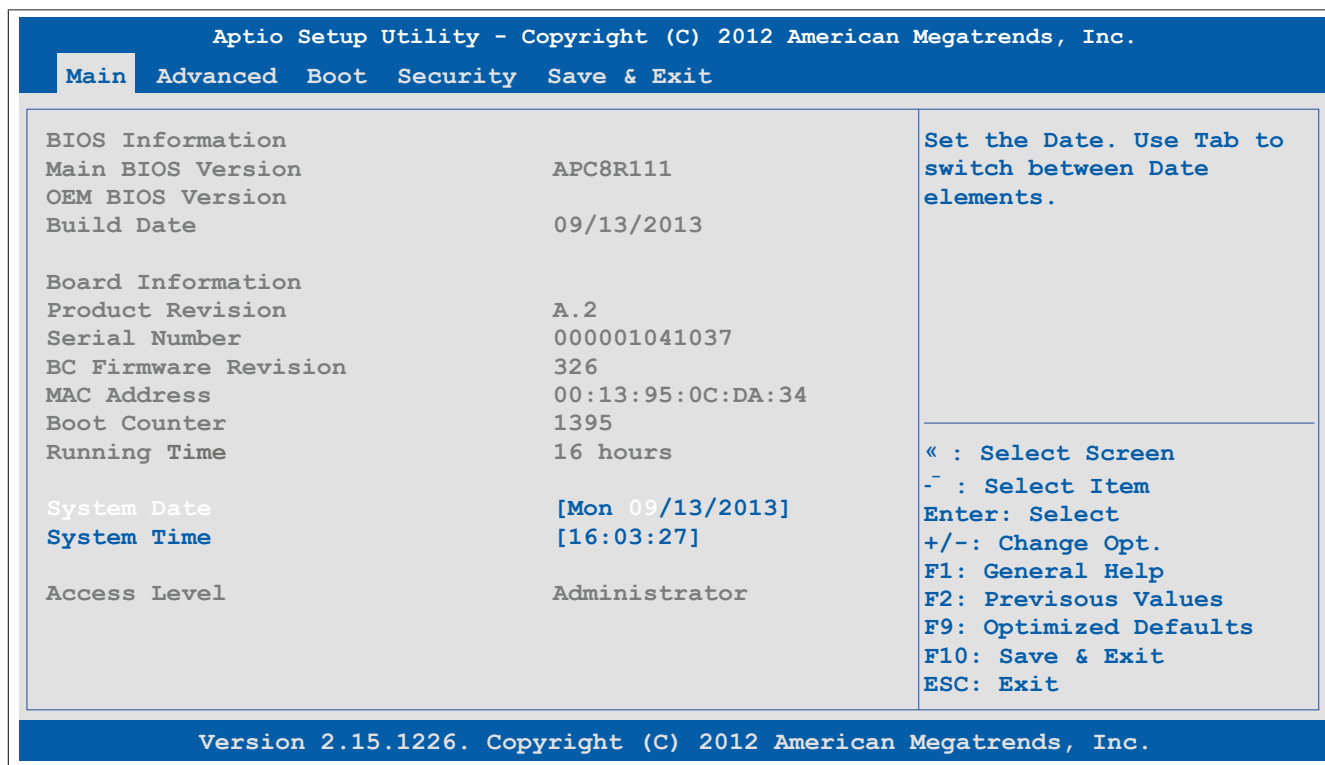 Aptio Setup Utility - Copyright (C) 2012 American Megatrends, Inc.
Main Advanced Boot Security Save & Exit
BIOS Information
Main BIOS Version APC8R111
OEM BIOS Version
Build Date 09/13/2013
Board Information
Product Revision A.2
Serial Number 000001041037
BC Firmware Revision 326
MAC Address 00:13:95:0C:DA:34
Boot Counter 1395
Running Time 16 hours
System Date [Mon 09/13/2013]
System Time [16:03:27]
Access Level Administrator
Set the Date. Use Tab to
switch between Date
elements.
« : Select Screen
-¯ : Select Item
Enter: Select
+/-: Change Opt.
F1: General Help
F2: Previsous Values
F9: Optimized Defaults
F10: Save & Exit
ESC: Exit
Version 2.15.1226. Copyright (C) 2012 American Megatrends, Inc.